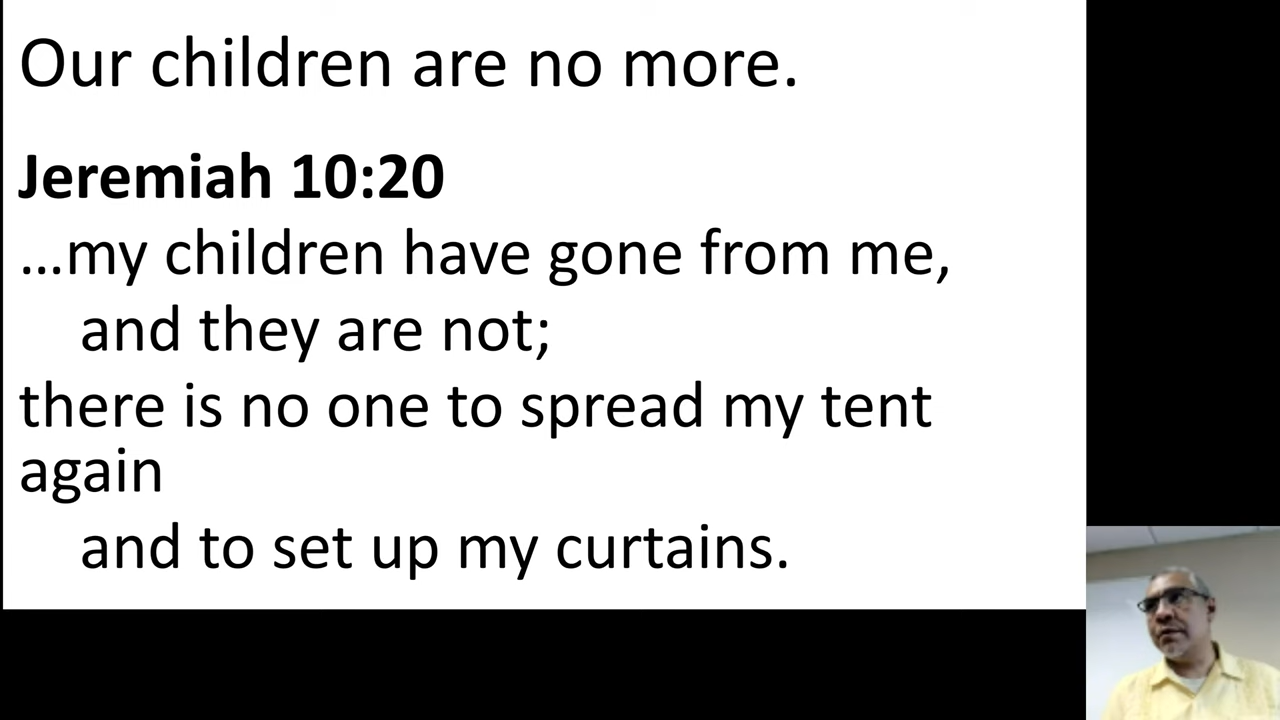 Our children are no more.
Jeremiah 10:20
...my children have gone from me,
and they are not;
there is no one to spread my tent
again
and to set up my curtains.